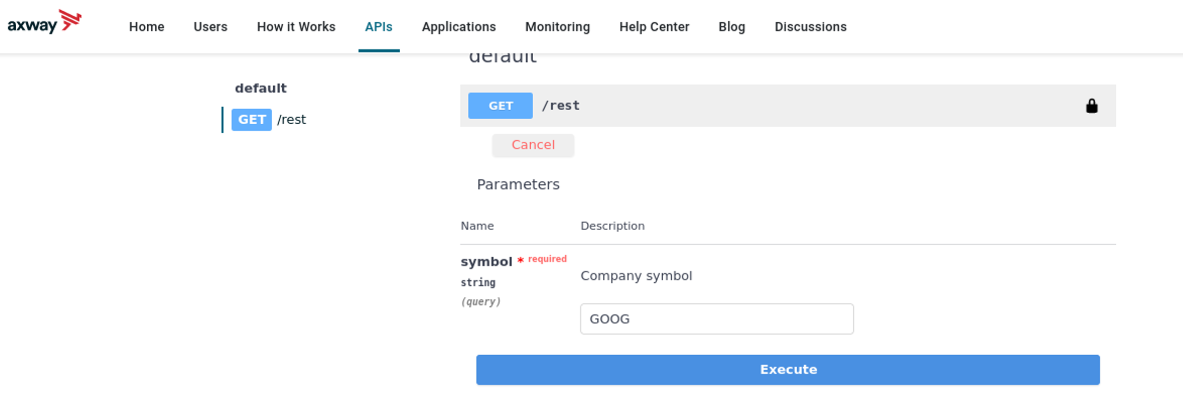 axway Home Users How it Works APIs Applications Monitoring Help Center Blog Discussions
default
default
GET /rest
GET /rest
Cancel
Parameters
Name Description
symbol * required
string
(query)
Company symbol
GOOG
Execute